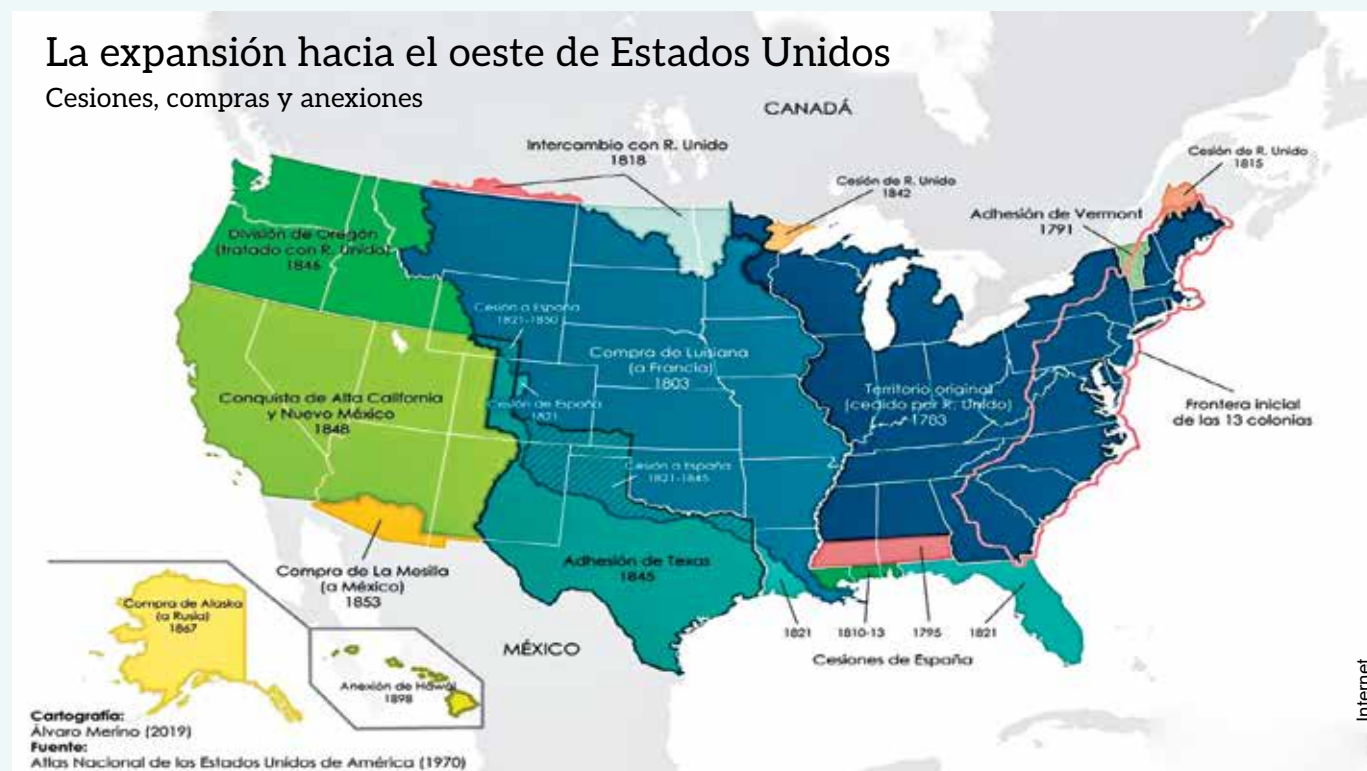 La expansión hacia el oeste de Estados Unidos
Cesiones, compras y anexiones
CANADÁ
Intercambio con R. Unido
1818
Cesión de R. Unido
1842
Cesión de R. Unido
1815
Adhesión de Vermont
1791
División de Oregón
(tratado con R. Unido)
1846
Cesión a España
1821-1850
Compra de Luisiana
(a Francia)
1803
Territorio original
(cedido por R. Unido)
1783
Frontera inicial
de las 13 colonias
Conquista de Alta California
y Nuevo México
1848
Cesión de España
1821
Cesión a España
1821-1845
Adhesión de Texas
1845
Compra de La Mesilla
(a México)
1853
MÉXICO
1821
1810-13
1795
1821
Cesiones de España
Compra de Alaska
(a Rusia)
1867
Anexión de Hawái
1898
Cartografía:
Álvaro Merino (2019)
Fuente:
Atlas Nacional de los Estados Unidos de América (1970)
Internet